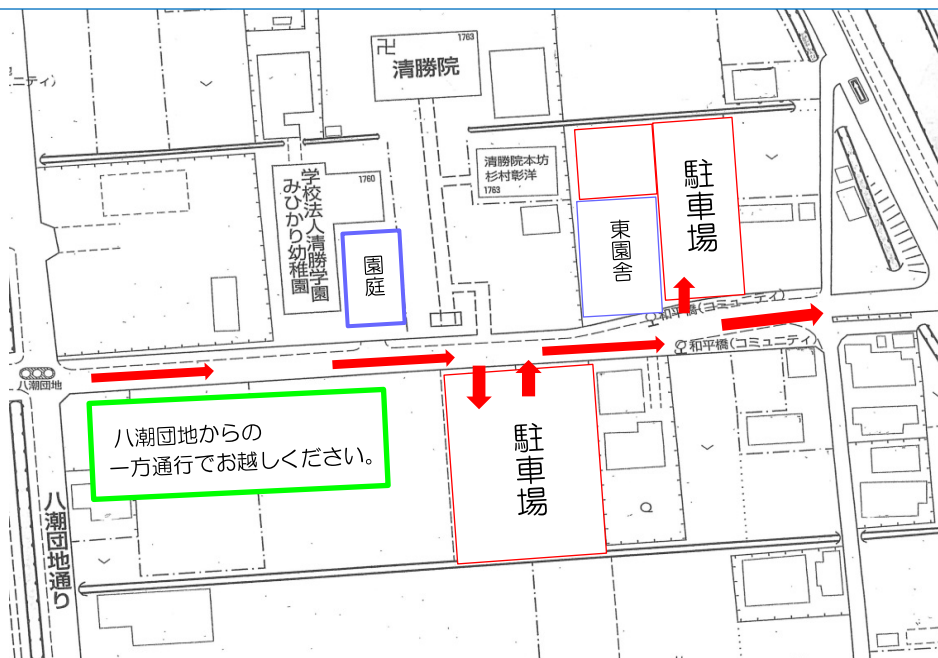 卍
1763
清勝院
ニティ)
清勝院本坊
杉村彰洋
1763
1760
学校法人清勝学園
みひかり幼稚園
園庭
東園舎
駐車場
和平橋(コミュニティ)
和平橋(コミュニティ)
八潮団地
八潮団地からの
一方通行でお越しください。
駐車場
八潮団地通り